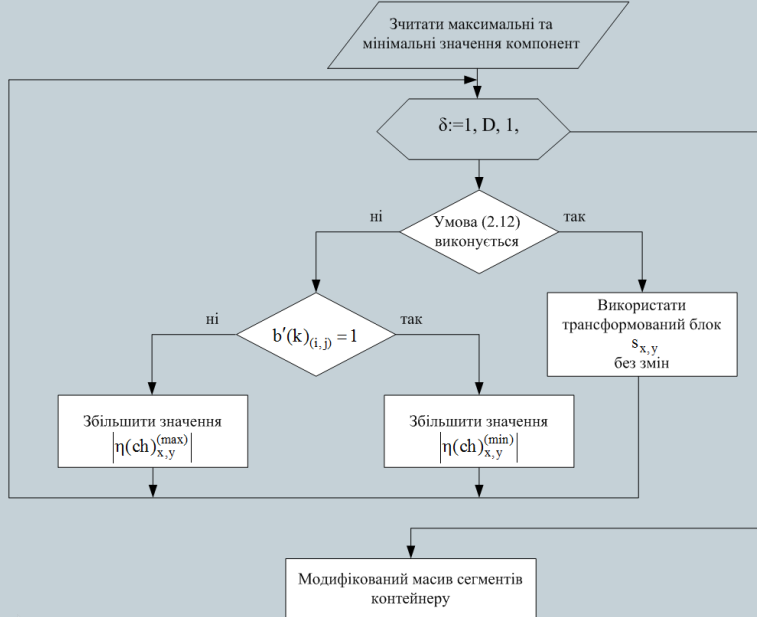 Зчитати максимальні та
мінімальні значення компонент
δ:=1, D, 1,
ні
Умова (2.12)
виконується
так
ні
b′(k)(i,j) = 1
так
Використати
трансформований блок
s x,y
без змін
Збільшити значення
|η(ch)x,y(max)|
Збільшити значення
|η(ch)x,y(min)|
Модифікований масив сегментів
контейнеру